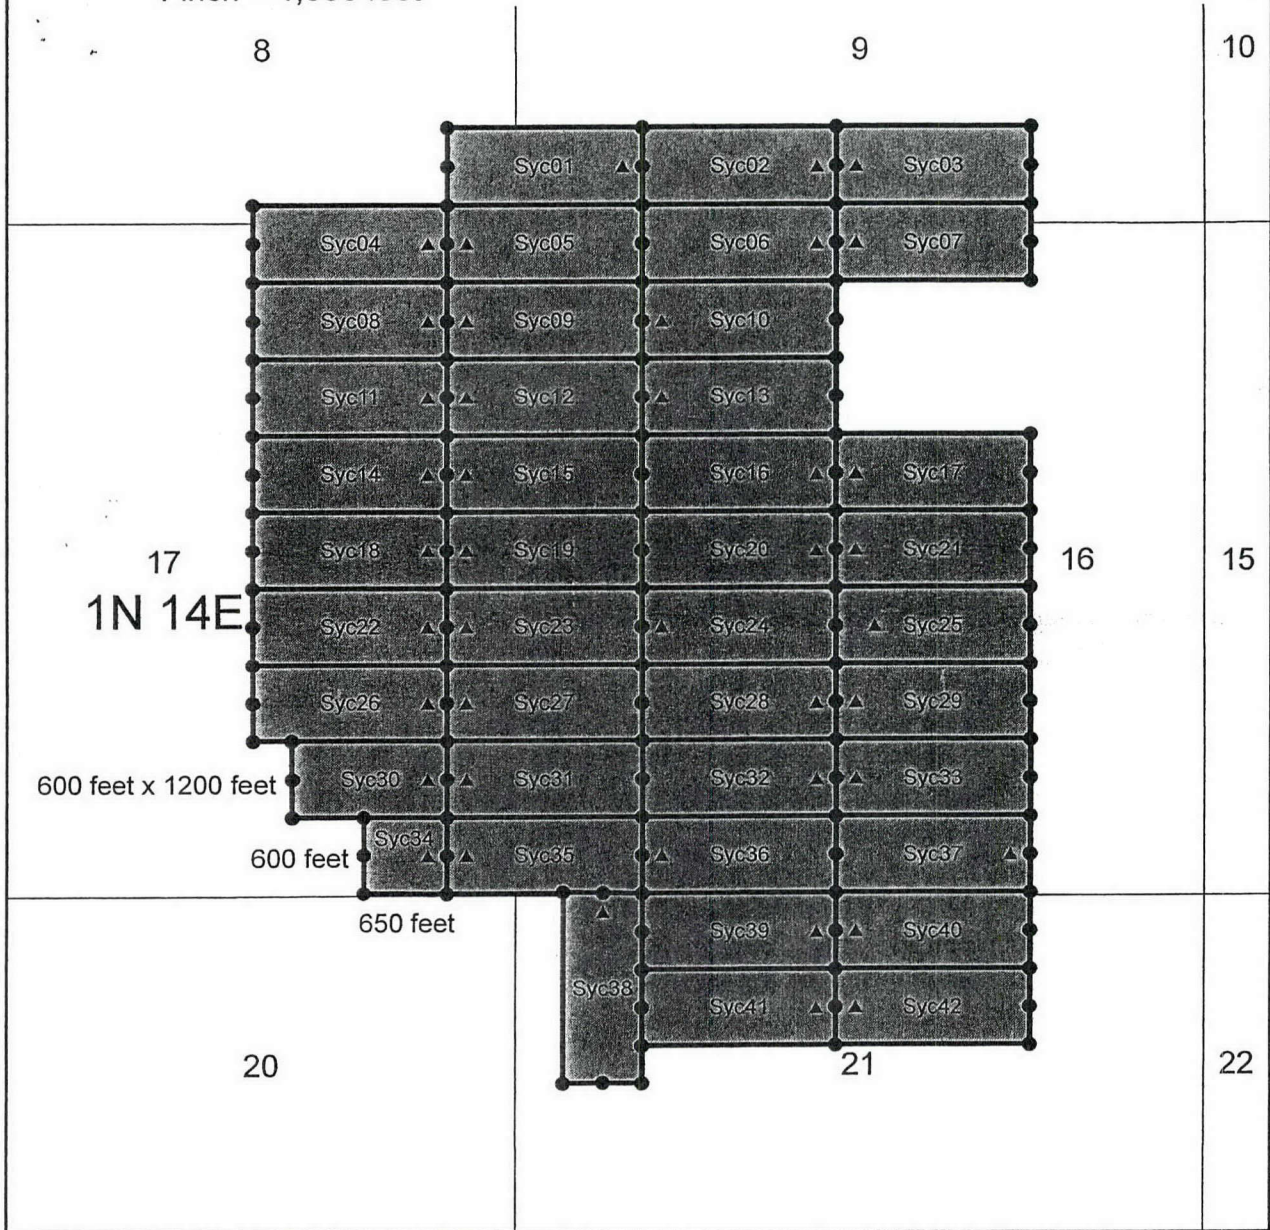 8 9 10
Syc01 Syc02 Syc03
Syc04 Syc05 Syc06 Syc07
Syc08 Syc09 Syc10
Syc11 Syc12 Syc13
Syc14 Syc15 Syc16 Syc17
Syc18 Syc19 Syc20 Syc21
17 16 15
1N 14E
Syc22 Syc23 Syc24 Syc25
Syc26 Syc27 Syc28 Syc29
600 feet x 1200 feet Syc30 Syc31 Syc32 Syc33
Syc34
600 feet Syc35 Syc36 Syc37
650 feet
Syc39 Syc40
Syc38
Syc41 Syc42
20 21 22